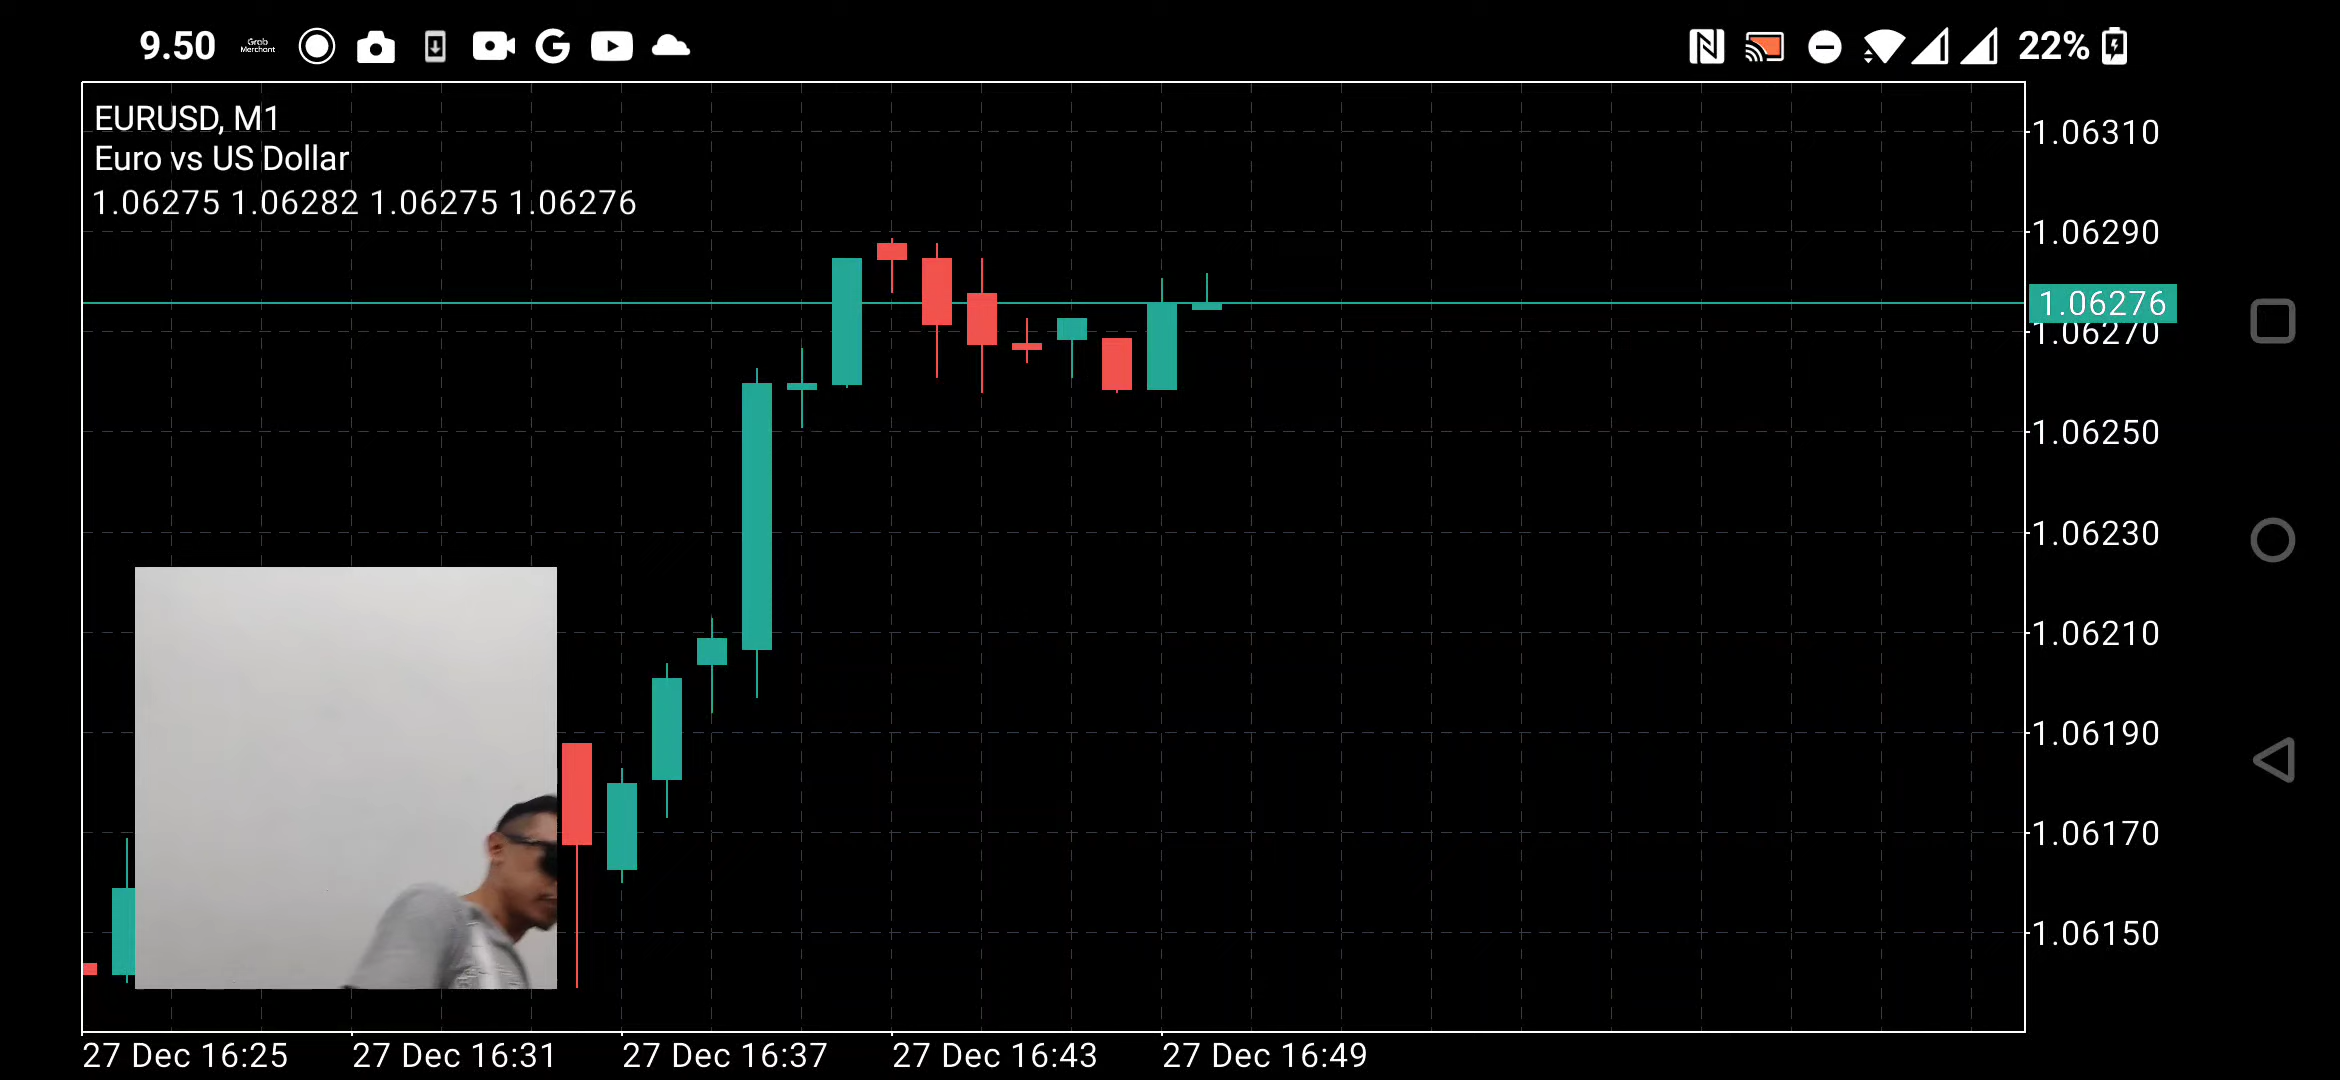 9.50 Grab Merchant 22%
EURUSD, M1
Euro vs US Dollar
1.06275 1.06282 1.06275 1.06276
1.06310
1.06290
1.06276
1.06270
1.06250
1.06230
1.06210
1.06190
1.06170
1.06150
27 Dec 16:25 27 Dec 16:31 27 Dec 16:37 27 Dec 16:43 27 Dec 16:49